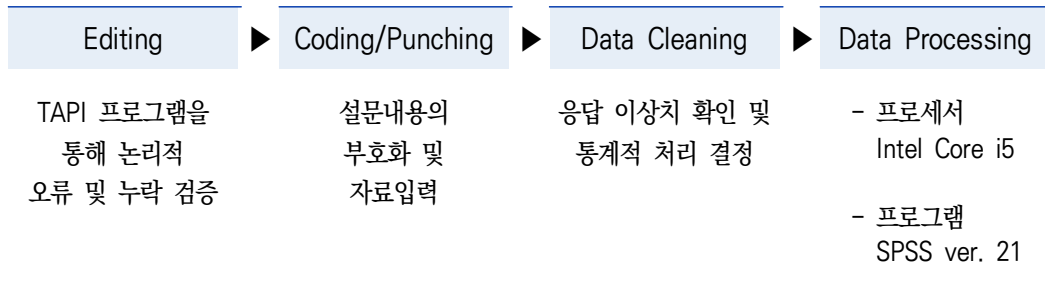 Editing ▶ Coding/Punching ▶ Data Cleaning ▶ Data Processing
TAPI 프로그램을
통해 논리적
오류 및 누락 검증
설문내용의
부호화 및
자료입력
응답 이상치 확인 및
통계적 처리 결정
- 프로세서
Intel Core i5
- 프로그램
SPSS ver. 21